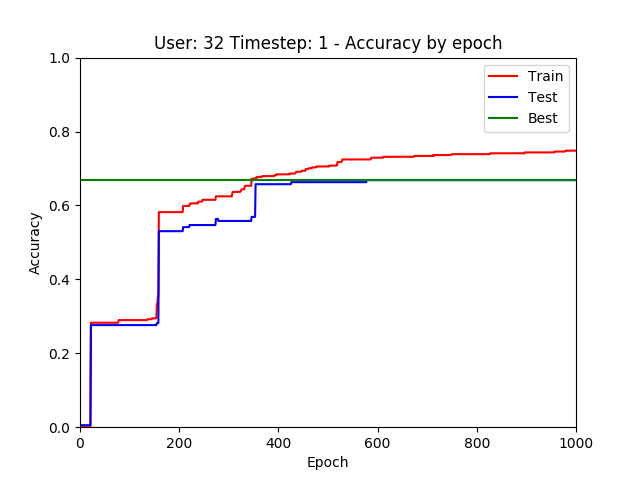 User: 32 Timestep: 1 - Accuracy by epoch
1.0
0.8
0.6
0.4
0.2
0.0
Accuracy
Train
Test
Best
0 200 400 600 800 1000
Epoch